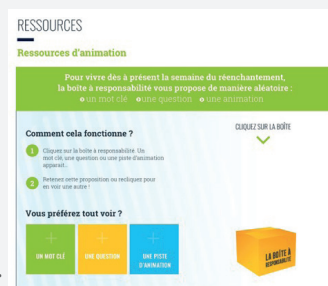 RESSOURCES
Ressources d'animation
Pour vivre dès à présent la semaine du réenchantement,
la boîte à responsabilité vous propose de manière aléatoire :
un mot clé une question une animation
Comment cela fonctionne ?
CLIQUEZ SUR LA BOÎTE
1 Cliquez sur la boîte à responsabilité. Un
mot clé, une question ou une piste d'animation
apparaît.
2 Retenez cette proposition ou recliquez pour
en voir une autre !
Vous préférez tout voir ?
+ + +
UN MOT CLÉ UNE QUESTION UNE PISTE
D'ANIMATION
LA BOÎTE À
RESPONSABILITÉ